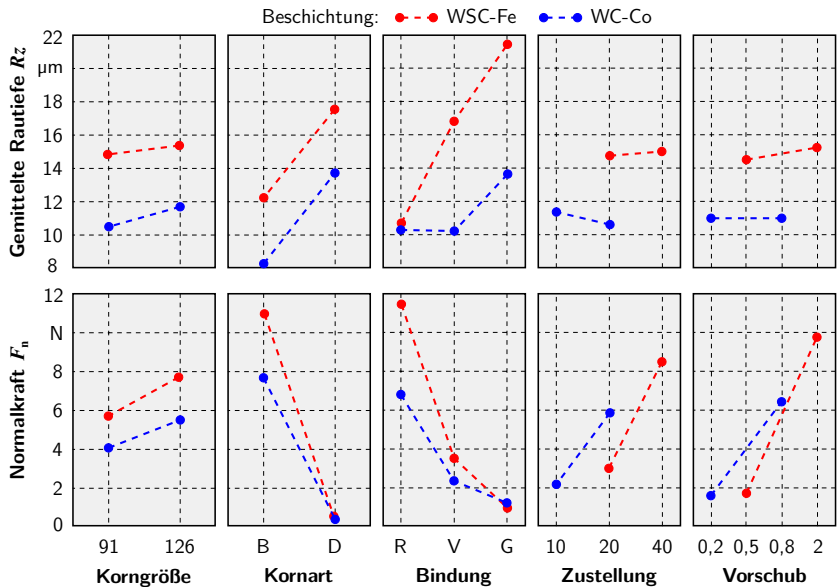 Beschichtung: WSC-Fe WC-Co
Gemittelte Rautiefe Rz
22
µm
18
16
14
12
10
8
Normalkraft Fn
12
N
8
6
4
2
0
91 126 B D R V G 10 20 40 0,2 0,5 0,8 2
Korngröße Kornart Bindung Zustellung Vorschub